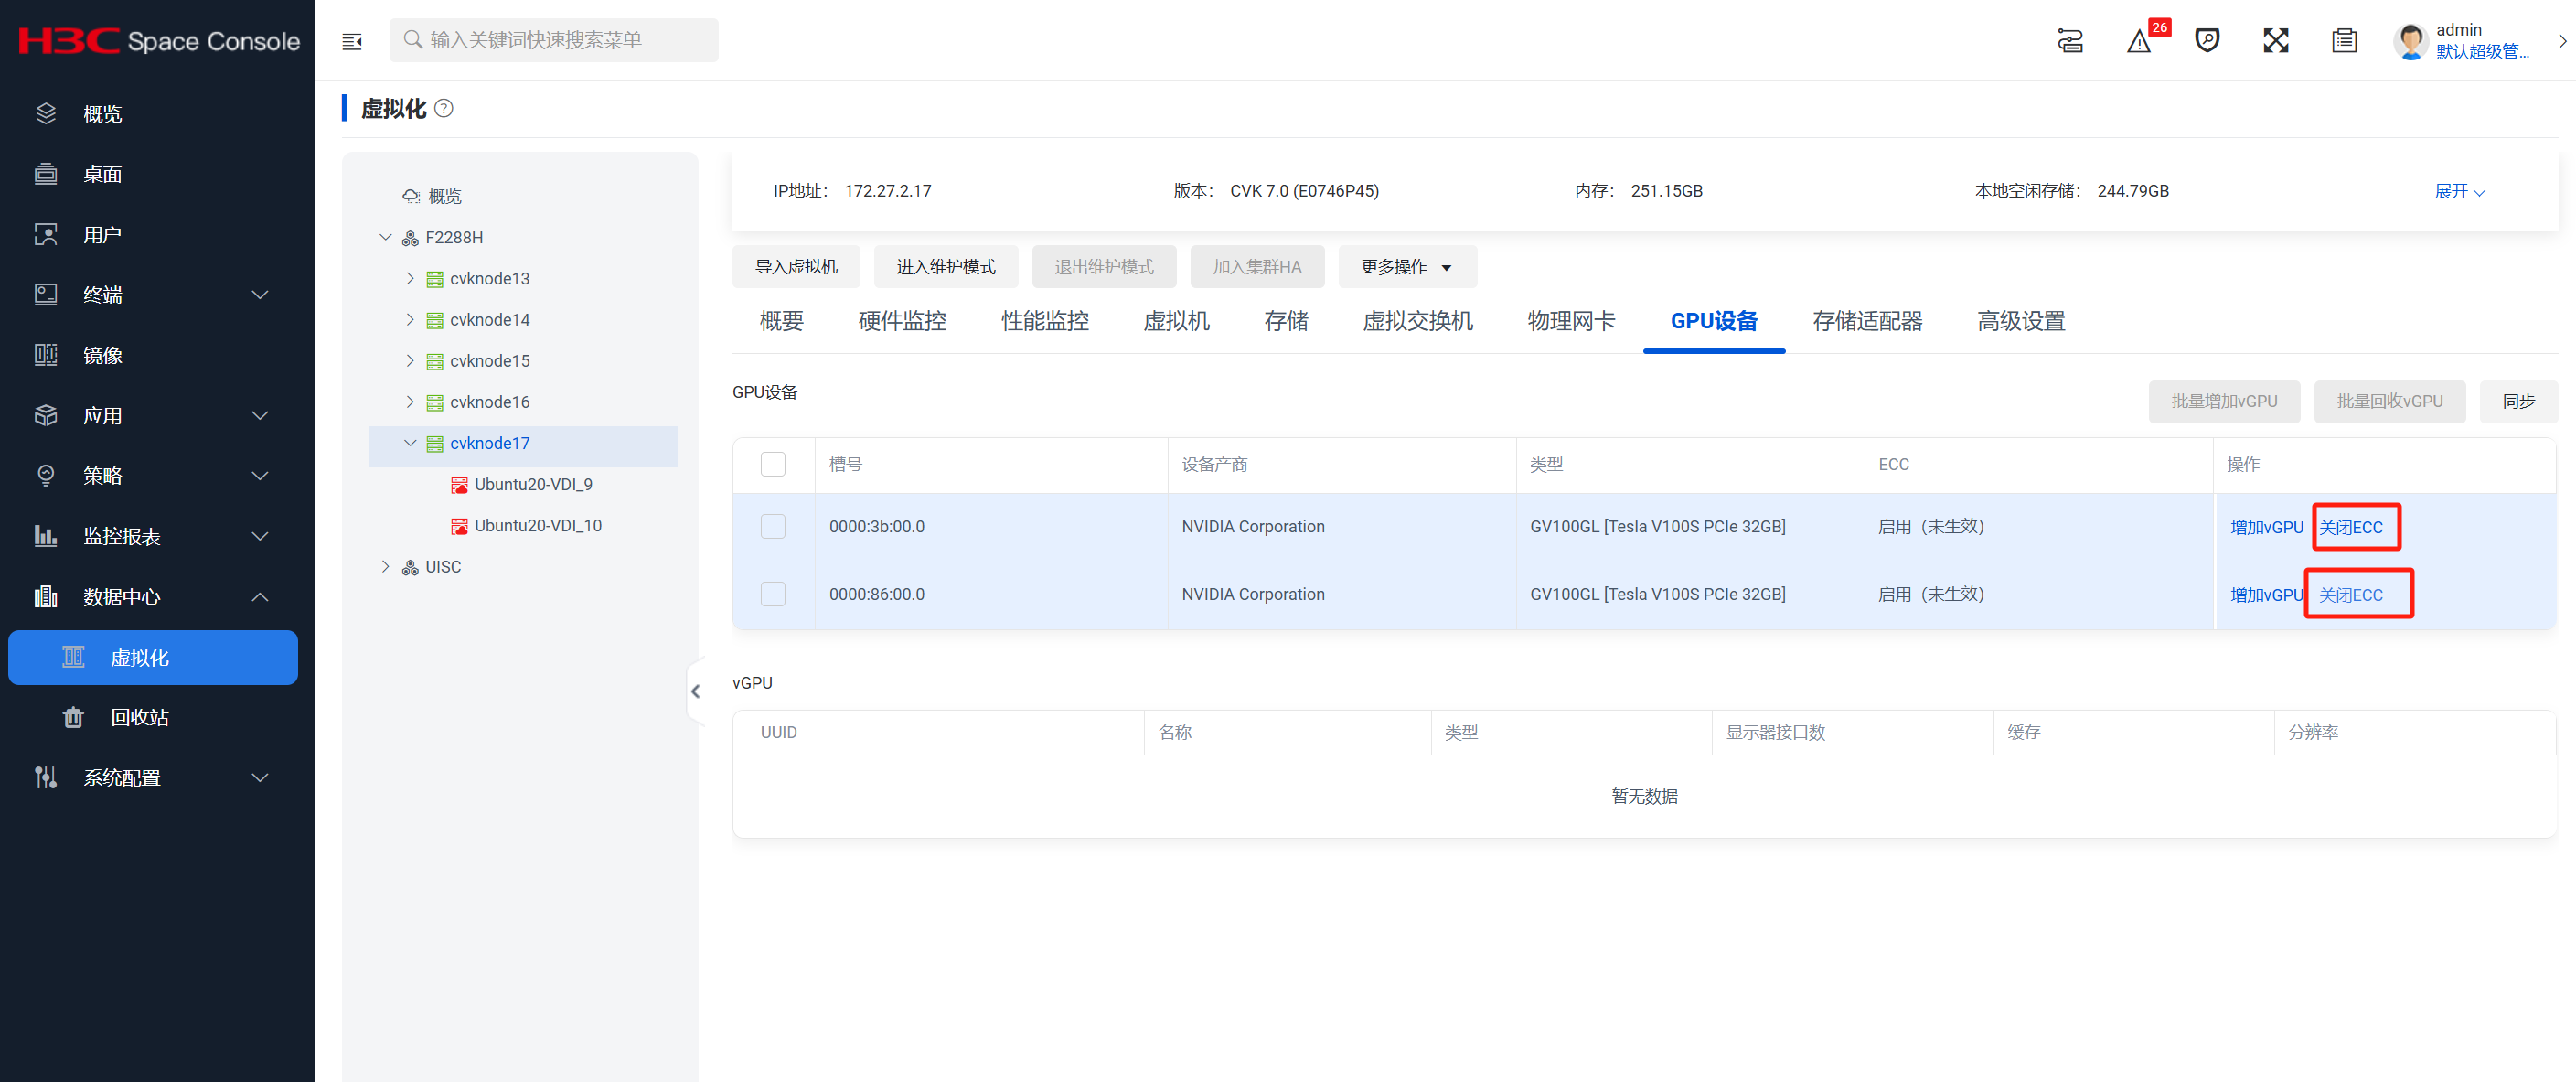 H3C Space Console
输入关键词快速搜索菜单
26
admin
默认超级管...
概览
桌面
用户
终端
镜像
应用
策略
监控报表
数据中心
虚拟化
回收站
系统配置
虚拟化
概览
F2288H
cvknode13
cvknode14
cvknode15
cvknode16
cvknode17
Ubuntu20-VDI_9
Ubuntu20-VDI_10
UISC
IP地址： 172.27.2.17 版本： CVK 7.0 (E0746P45) 内存： 251.15GB 本地空闲存储： 244.79GB 展开
导入虚拟机 进入维护模式 退出维护模式 加入集群HA 更多操作
概要 硬件监控 性能监控 虚拟机 存储 虚拟交换机 物理网卡 GPU设备 存储适配器 高级设置
GPU设备 批量增加vGPU 批量回收vGPU 同步
槽号 设备产商 类型 ECC 操作
0000:3b:00.0 NVIDIA Corporation GV100GL [Tesla V100S PCIe 32GB] 启用（未生效） 增加vGPU 关闭ECC
0000:86:00.0 NVIDIA Corporation GV100GL [Tesla V100S PCIe 32GB] 启用（未生效） 增加vGPU 关闭ECC
vGPU
UUID 名称 类型 显示器接口数 缓存 分辨率
暂无数据